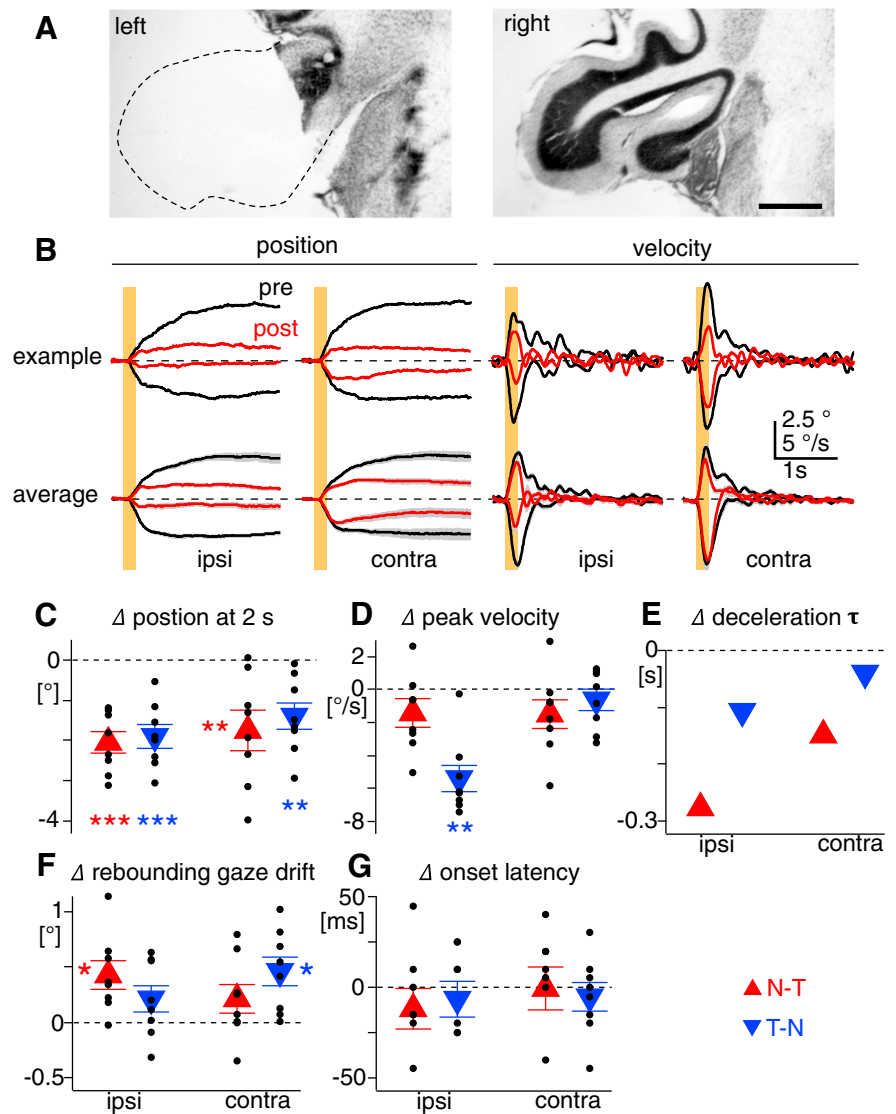 A
left
right
B
position
velocity
pre
post
example
2.5 °
5 °/s
1s
average
ipsi
contra
ipsi
contra
C
Δ postion at 2 s
0
[°]
-4
**
***
***
**
D
Δ peak velocity
2
0
[°/s]
-8
**
E
Δ deceleration τ
0
[s]
-0.3
ipsi
contra
F
Δ rebounding gaze drift
1
[°]
0
-0.5
*
*
ipsi
contra
G
Δ onset latency
50
[ms]
0
-50
ipsi
contra
N-T
T-N